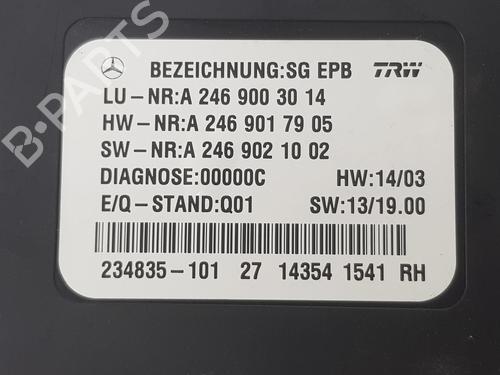 BEZEICHNUNG:SG EPB TRW
LU-NR:A 246 900 30 14
HW-NR:A 246 901 79 05
SW-NR:A 246 902 10 02
DIAGNOSE:00000C HW:14/03
E/Q-STAND:Q01 SW:13/19.00
234835-101 27 14354 1541 RH
B-PARTS